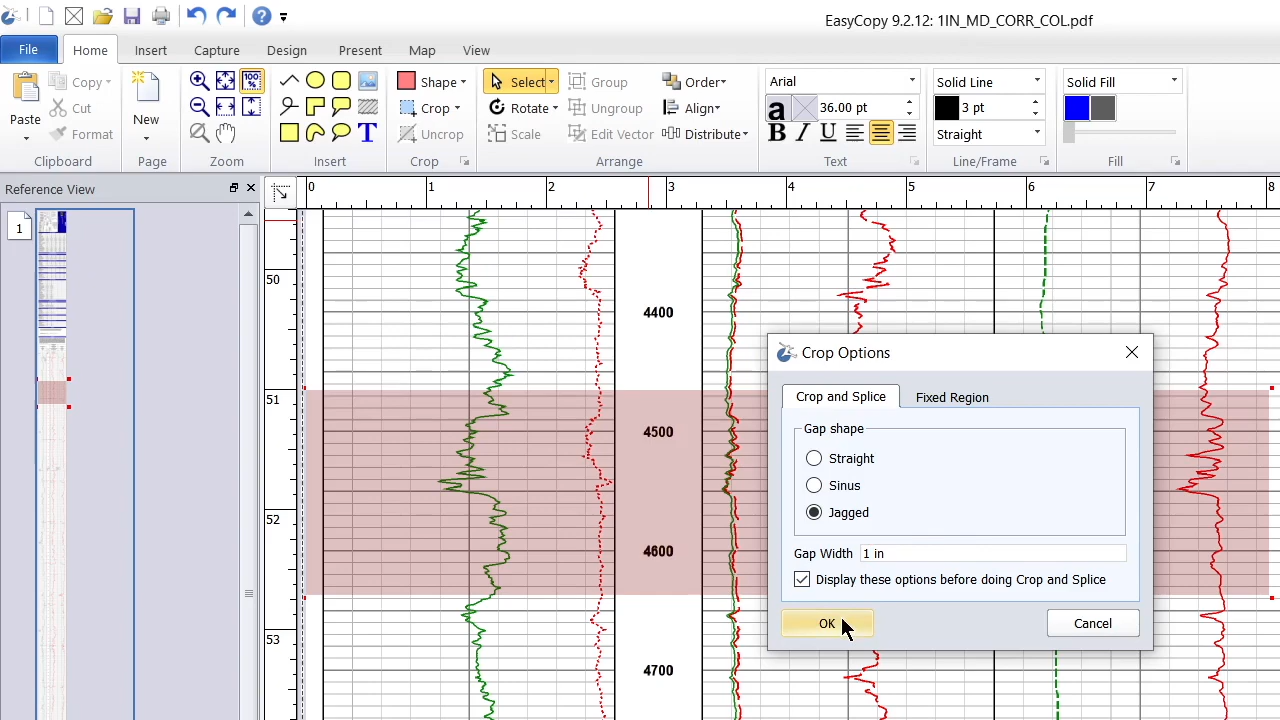 EasyCopy 9.2.12: 1IN_MD_CORR_COL.pdf
File Home Insert Capture Design Present Map View
Paste
Copy
Cut
Format
Clipboard
New
Page
100%
Zoom
Insert
Shape
Crop
Uncrop
Crop
Select
Rotate
Scale
Group
Ungroup
Edit Vector
Order
Align
Distribute
Arrange
Arial
a 36.00 pt
B I U
Text
Solid Line
3 pt
Straight
Line/Frame
Solid Fill
Fill
Reference View
1
0 1 2 3 4 5 6 7 8
50
51
52
53
4400
4500
4600
4700
Crop Options
Crop and Splice Fixed Region
Gap shape
Straight
Sinus
Jagged
Gap Width 1 in
Display these options before doing Crop and Splice
OK Cancel